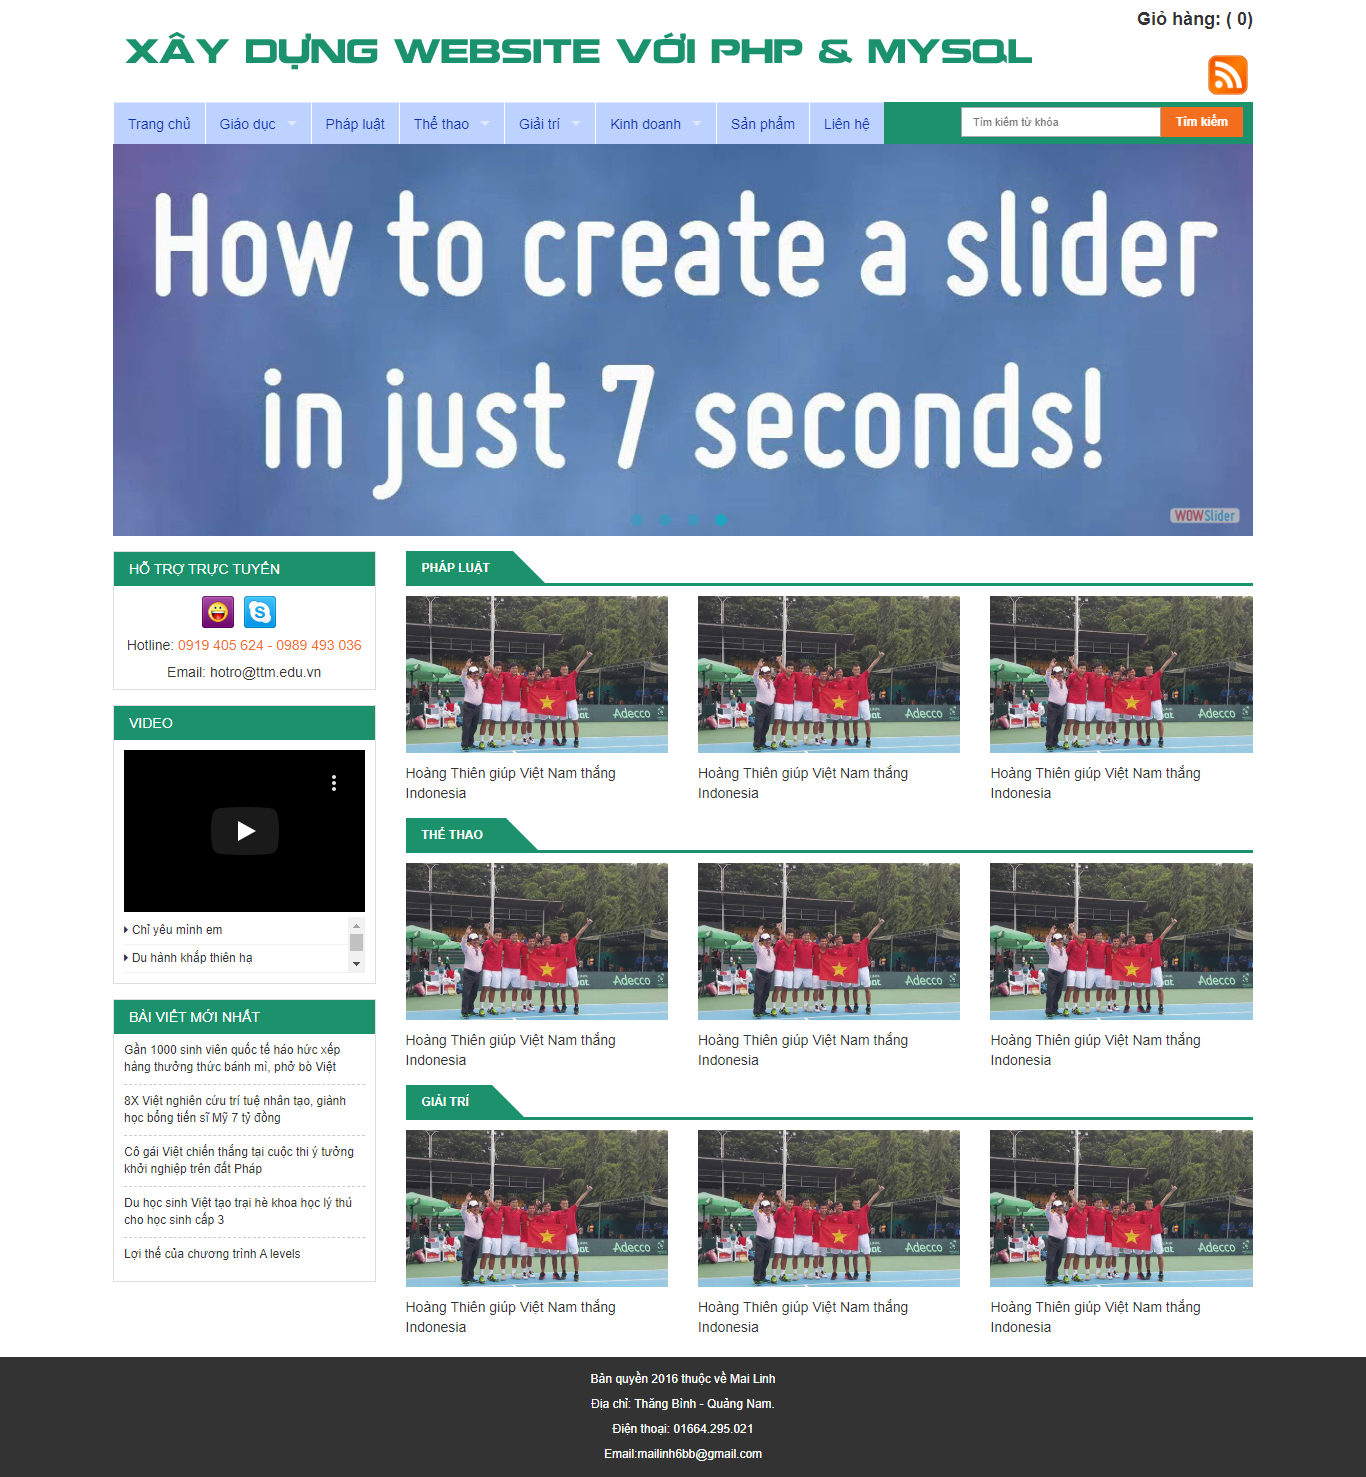 Giỏ hàng: ( 0)
XÂY DỰNG WEBSITE VỚI PHP & MYSQL
Trang chủ
Giáo dục
Pháp luật
Thể thao
Giải trí
Kinh doanh
Sản phẩm
Liên hệ
Tìm kiếm từ khóa
Tìm kiếm
How to create a slider
in just 7 seconds!
WOWSlider
HỖ TRỢ TRỰC TUYẾN
Hotline: 0919 405 624 - 0989 493 036
Email: hotro@ttm.edu.vn
VIDEO
Chỉ yêu mình em
Du hành khắp thiên hạ
BÀI VIẾT MỚI NHẤT
Gần 1000 sinh viên quốc tế háo hức xếp
hàng thưởng thức bánh mì, phở bò Việt
8X Việt nghiên cứu trí tuệ nhân tạo, giành
học bổng tiến sĩ Mỹ 7 tỷ đồng
Cô gái Việt chiến thắng tại cuộc thi ý tưởng
khởi nghiệp trên đất Pháp
Du học sinh Việt tạo trại hè khoa học lý thú
cho học sinh cấp 3
Lợi thế của chương trình A levels
PHÁP LUẬT
Adecco
Adecco
Adecco
Hoàng Thiên giúp Việt Nam thắng
Indonesia
Hoàng Thiên giúp Việt Nam thắng
Indonesia
Hoàng Thiên giúp Việt Nam thắng
Indonesia
THỂ THAO
Adecco
Adecco
Adecco
Hoàng Thiên giúp Việt Nam thắng
Indonesia
Hoàng Thiên giúp Việt Nam thắng
Indonesia
Hoàng Thiên giúp Việt Nam thắng
Indonesia
GIẢI TRÍ
Adecco
Adecco
Adecco
Hoàng Thiên giúp Việt Nam thắng
Indonesia
Hoàng Thiên giúp Việt Nam thắng
Indonesia
Hoàng Thiên giúp Việt Nam thắng
Indonesia
Bản quyền 2016 thuộc về Mai Linh
Địa chỉ: Thăng Bình - Quảng Nam.
Điện thoại: 01664.295.021
Email:mailinh6bb@gmail.com